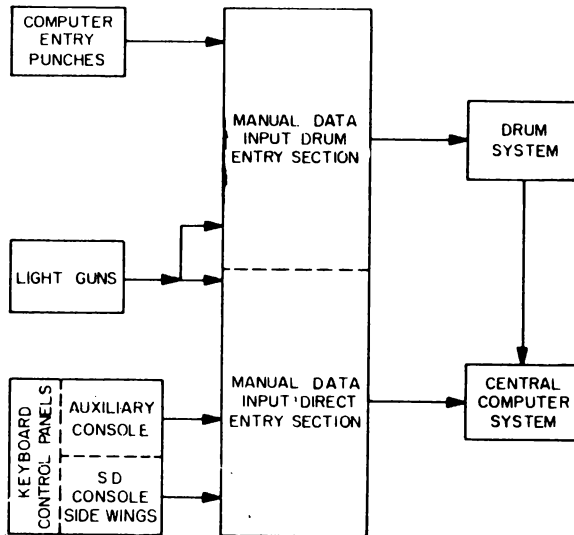 COMPUTER
ENTRY
PUNCHES
MANUAL DATA
INPUT DRUM
ENTRY SECTION
DRUM
SYSTEM
LIGHT GUNS
KEYBOARD
CONTROL PANELS
AUXILIARY
CONSOLE
SD
CONSOLE
SIDE WINGS
MANUAL DATA
INPUT DIRECT
ENTRY SECTION
CENTRAL
COMPUTER
SYSTEM